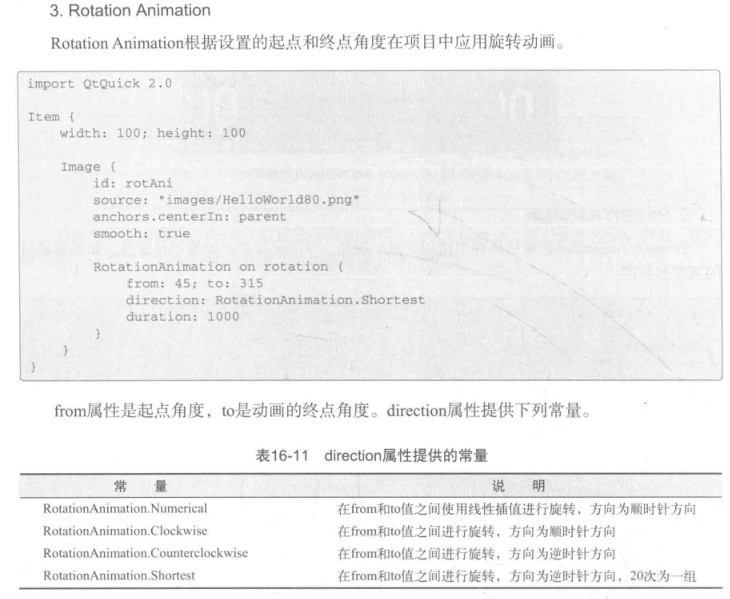 3. Rotation Animation
Rotation Animation根据设置的起点和终点角度在项目中应用旋转动画。
import QtQuick 2.0
Item {
width: 100; height: 100
Image {
id: rotAni
source: "images/HelloWorld80.png"
anchors.centerIn: parent
smooth: true
RotationAnimation on rotation {
from: 45; to: 315
direction: RotationAnimation.Shortest
duration: 1000
}
}
}
from属性是起点角度，to是动画的终点角度。direction属性提供下列常量。
表16-11 direction属性提供的常量
常 量 说 明
RotationAnimation.Numerical 在from和to值之间使用线性插值进行旋转，方向为顺时针方向
RotationAnimation.Clockwise 在from和to值之间进行旋转，方向为顺时针方向
RotationAnimation.Counterclockwise 在from和to值之间进行旋转，方向为逆时针方向
RotationAnimation.Shortest 在from和to值之间进行旋转，方向为逆时针方向，20次为一组